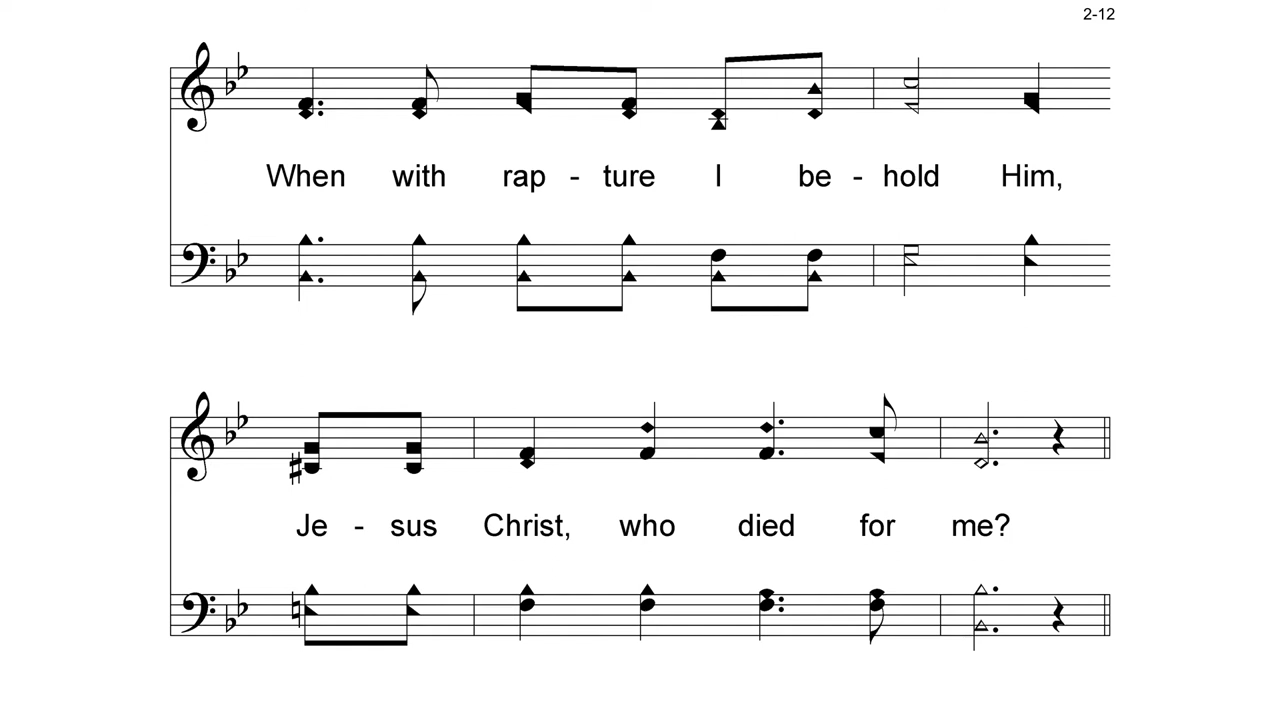 2-12
When with rap - ture I be - hold Him,
Je - sus Christ, who died for me?